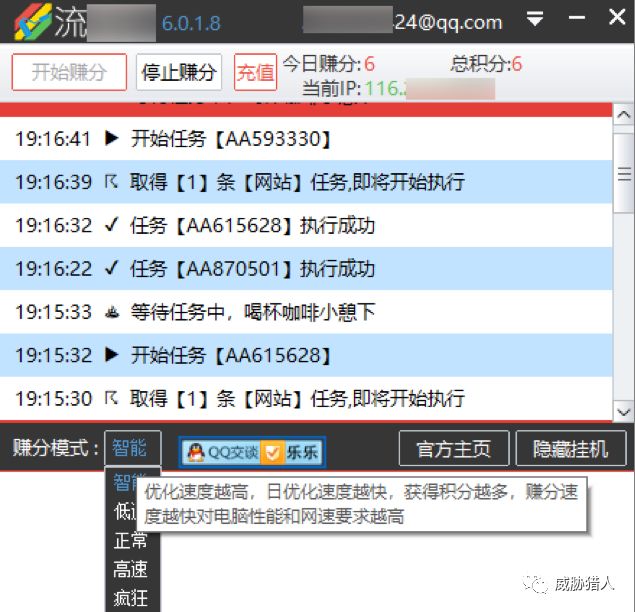 流 6.0.1.8 24@qq.com
开始赚分 停止赚分 充值 今日赚分:6 总积分:6
当前IP:116.
19:16:41 开始任务【AA593330】
19:16:39 取得【1】条【网站】任务,即将开始执行
19:16:32 任务【AA615628】执行成功
19:16:22 任务【AA870501】执行成功
19:15:33 等待任务中，喝杯咖啡小憩下
19:15:32 开始任务【AA615628】
19:15:30 取得【1】条【网站】任务,即将开始执行
赚分模式: 智能 QQ交谈 乐乐 官方主页 隐藏挂机
智能
优化速度越高，日优化速度越快，获得积分越多，赚分速
度越快对电脑性能和网速要求越高
正常
高速
疯狂
威胁猎人